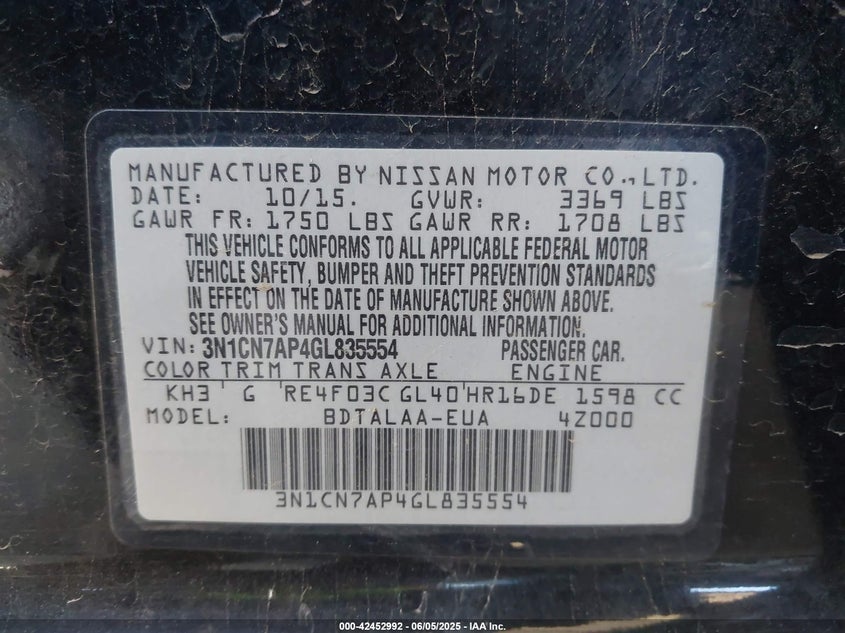 MANUFACTURED BY NISSAN MOTOR CO., LTD.
DATE: 10/15. GVWR: 3369 LBS
GAWR FR: 1750 LBS GAWR RR: 1708 LBS
THIS VEHICLE CONFORMS TO ALL APPLICABLE FEDERAL MOTOR
VEHICLE SAFETY, BUMPER AND THEFT PREVENTION STANDARDS
IN EFFECT ON THE DATE OF MANUFACTURE SHOWN ABOVE.
SEE OWNER'S MANUAL FOR ADDITIONAL INFORMATION
VIN: 3N1CN7AP4GL835554 PASSENGER CAR.
COLOR TRIM TRANS AXLE ENGINE
KH3 G RE4F03C GL40 HR16DE 1598 CC
MODEL: BDTALAA-EUA 4Z000
3N1CN7AP4GL835554
000-42452992 - 06/05/2025 - IAA Inc.